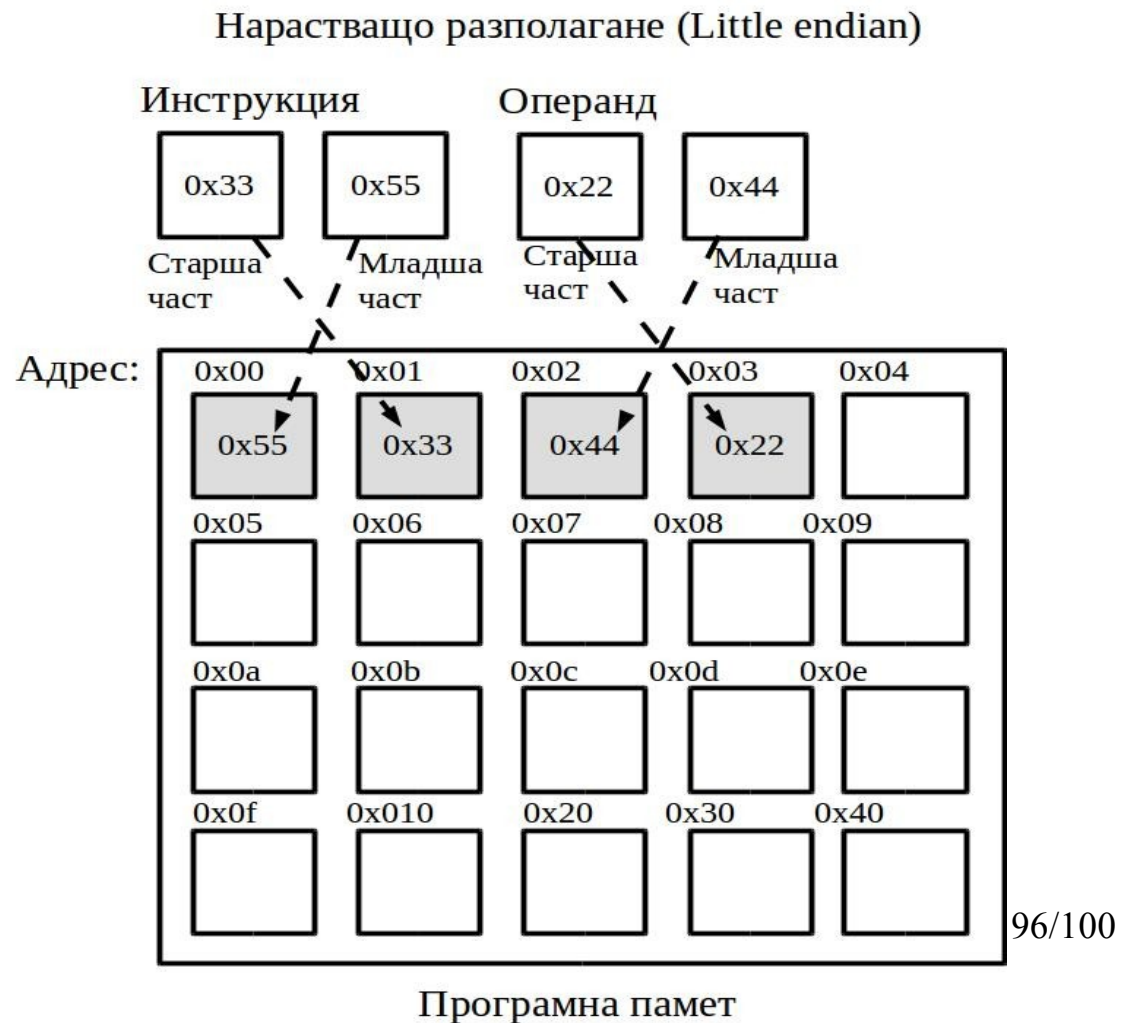 Нарастващо разполагане (Little endian)
Инструкция Операнд
0x33 0x55 0x22 0x44
Старша част Младша част Старша част Младша част
Адрес: 0x00 0x01 0x02 0x03 0x04
0x55 0x33 0x44 0x22
0x05 0x06 0x07 0x08 0x09
0x0a 0x0b 0x0c 0x0d 0x0e
0x0f 0x010 0x20 0x30 0x40
96/100
Програмна памет